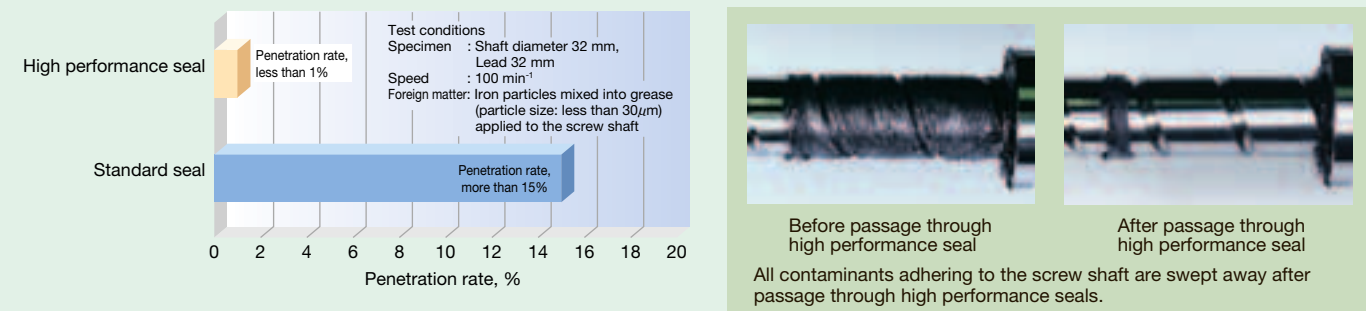 High performance seal
Penetration rate,
less than 1%
Test conditions
Specimen : Shaft diameter 32 mm,
Lead 32 mm
Speed : 100 min⁻¹
Foreign matter: Iron particles mixed into grease
(particle size: less than 30μm)
applied to the screw shaft
Standard seal
Penetration rate,
more than 15%
0 2 4 6 8 10 12 14 16 18 20
Penetration rate, %
Before passage through
high performance seal
After passage through
high performance seal
All contaminants adhering to the screw shaft are swept away after
passage through high performance seals.